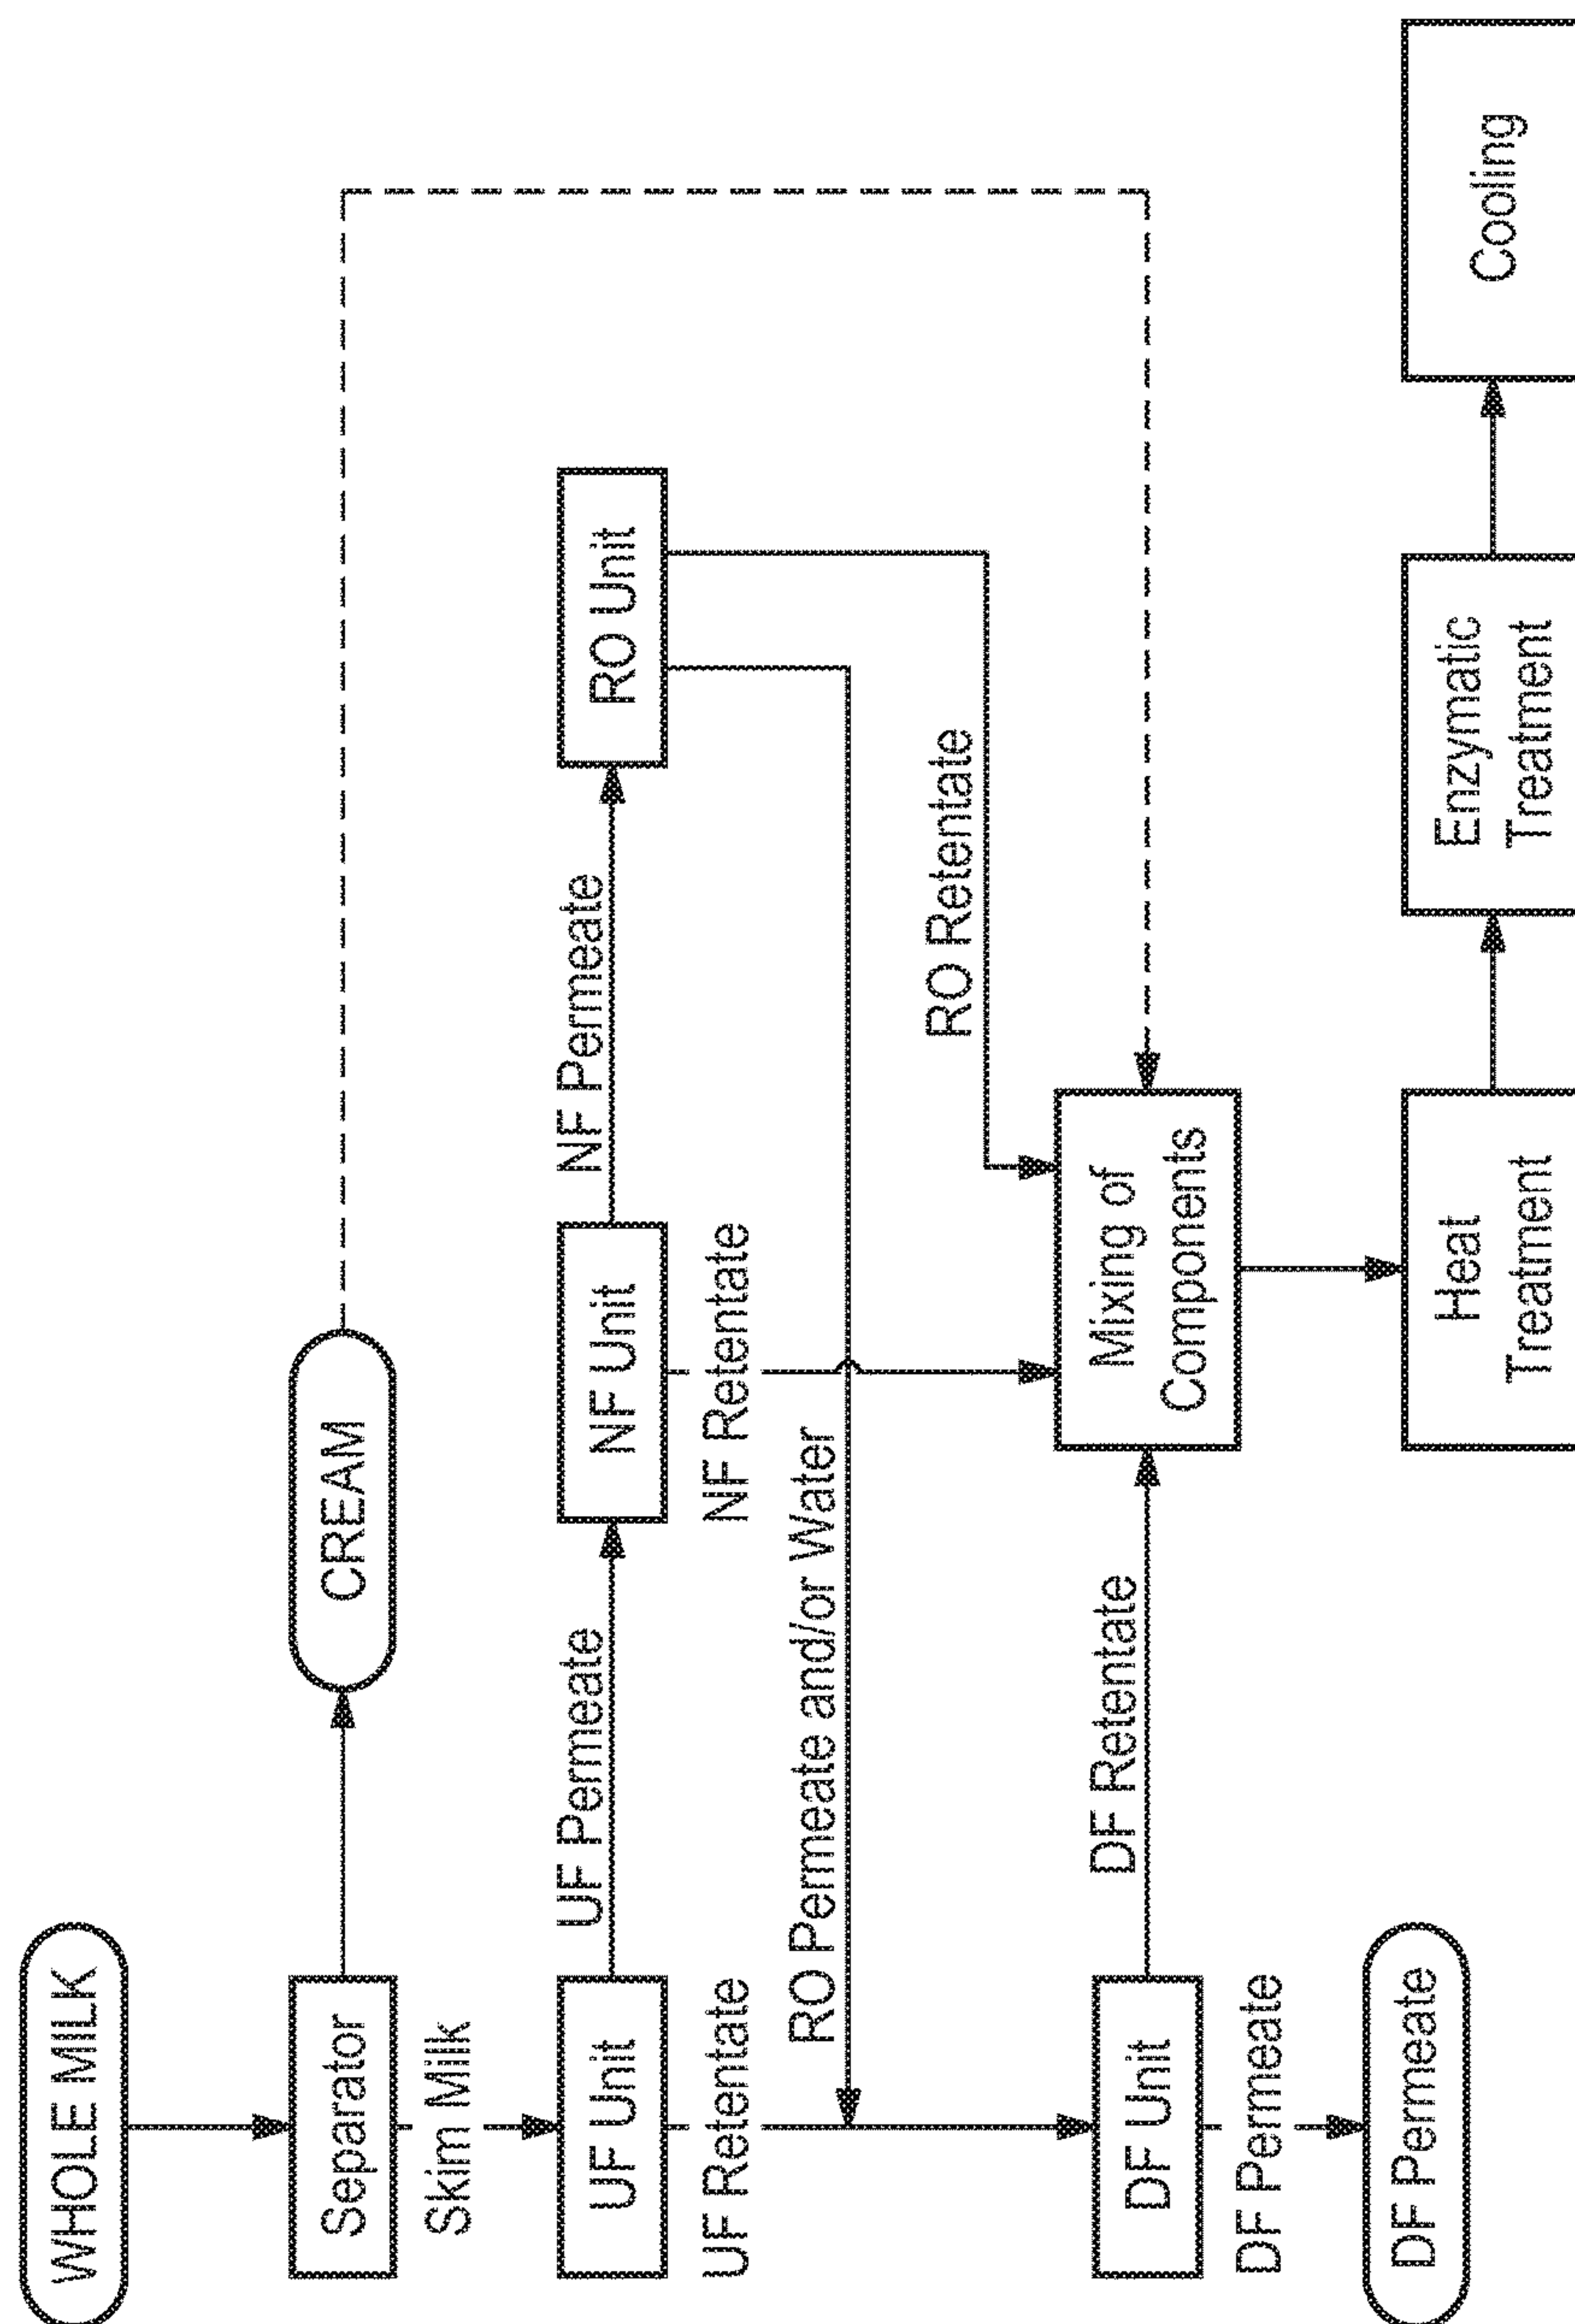 WHOLE MILK
Separator
CREAM
Skim Milk
UF Unit
UF Permeate
NF Unit
NF Permeate
RO Unit
UF Retentate
NF Retentate
RO Permeate and/or Water
RO Retentate
DF Unit
DF Retentate
Mixing of
Components
DF Permeate
DF Permeate
Heat
Treatment
Enzymatic
Treatment
Cooling